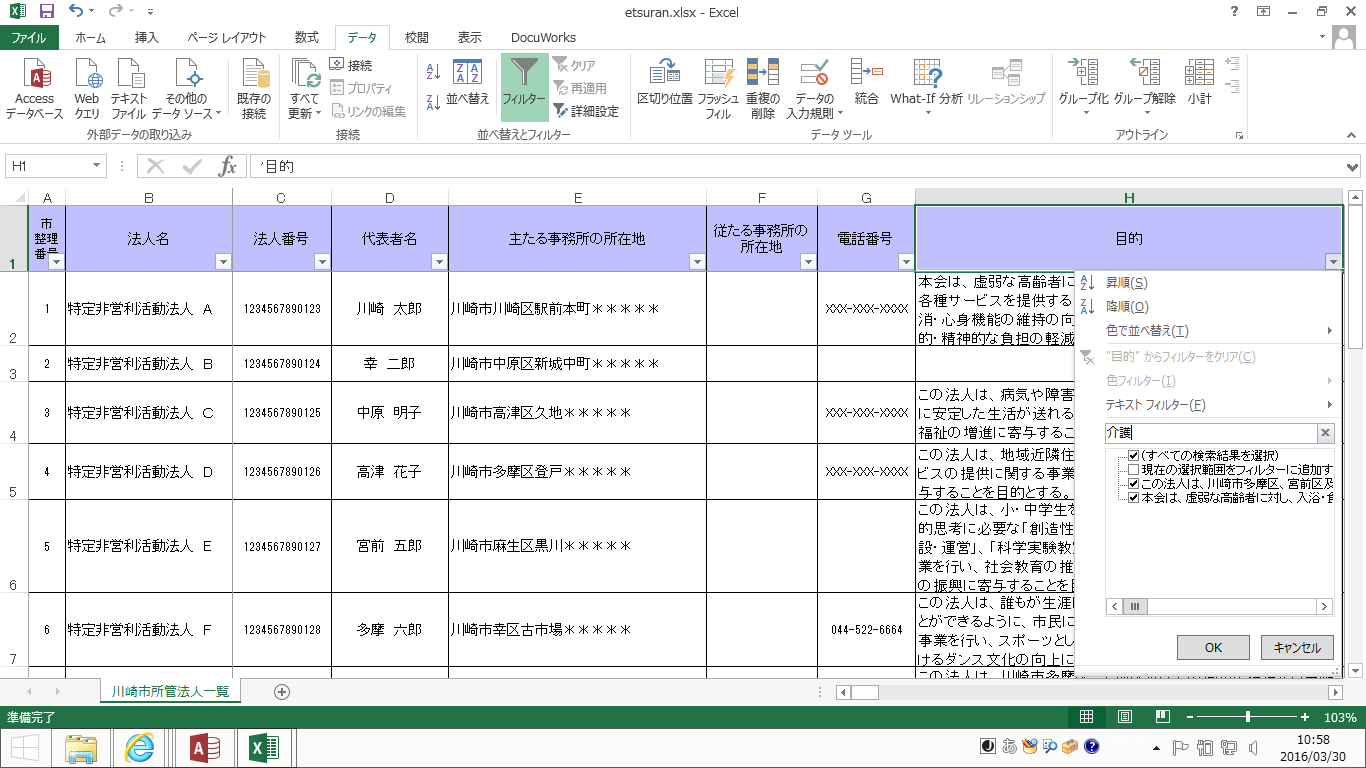 etsuran.xlsx - Excel
ファイル ホーム 挿入 ページ レイアウト 数式 データ 校閲 表示 DocuWorks
Access データベース
Web クエリ
テキスト ファイル
その他の データ ソース
既存の 接続
外部データの取り込み
すべて 更新
接続
プロパティ
リンクの編集
接続
並べ替え
フィルター
クリア
再適用
詳細設定
並べ替えとフィルター
区切り位置
フラッシュ フィル
重複の 削除
データの 入力規則
統合
What-If 分析
リレーションシップ
データ ツール
グループ化
グループ解除
小計
アウトライン
H1
fx
'目的
A B C D E F G H
1 市整理番号 法人名 法人番号 代表者名 主たる事務所の所在地 従たる事務所の所在地 電話番号 目的
2 1 特定非営利活動法人 A 1234567890123 川崎 太郎 川崎市川崎区駅前本町＊＊＊＊＊ XXX-XXX-XXXX
本会は、虚弱な高齢者に
各種サービスを提供する
消・心身機能の維持の向
的・精神的な負担の軽減
3 2 特定非営利活動法人 B 1234567890124 幸 二郎 川崎市中原区新城中町＊＊＊＊＊
4 3 特定非営利活動法人 C 1234567890125 中原 明子 川崎市高津区久地＊＊＊＊＊ XXX-XXX-XXXX
この法人は、病気や障害
に安定した生活が送れる
福祉の増進に寄与するこ
5 4 特定非営利活動法人 D 1234567890126 高津 花子 川崎市多摩区登戸＊＊＊＊＊ XXX-XXX-XXXX
この法人は、地域近隣住
ビスの提供に関する事業
与することを目的とする。
6 5 特定非営利活動法人 E 1234567890127 宮前 五郎 川崎市麻生区黒川＊＊＊＊＊
この法人は、小・中学生を
的思考に必要な「創造性
設・運営」、「科学実験教
業を行い、社会教育の推
の振興に寄与することを
7 6 特定非営利活動法人 F 1234567890128 多摩 六郎 川崎市幸区古市場＊＊＊＊＊ 044-522-6664
この法人は、誰もが生涯
とができるように、市民に
事業を行い、スポーツとし
けるダンス文化の向上に
この法人は、川崎市多摩
昇順(S)
降順(O)
色で並べ替え(T)
"目的" からフィルターをクリア(C)
色フィルター(I)
テキスト フィルター(F)
介護
(すべての検索結果を選択)
現在の選択範囲をフィルターに追加す
この法人は、川崎市多摩区、宮前区及
本会は、虚弱な高齢者に対し、入浴・食
OK キャンセル
川崎市所管法人一覧
準備完了
103%
あ
10:58
2016/03/30